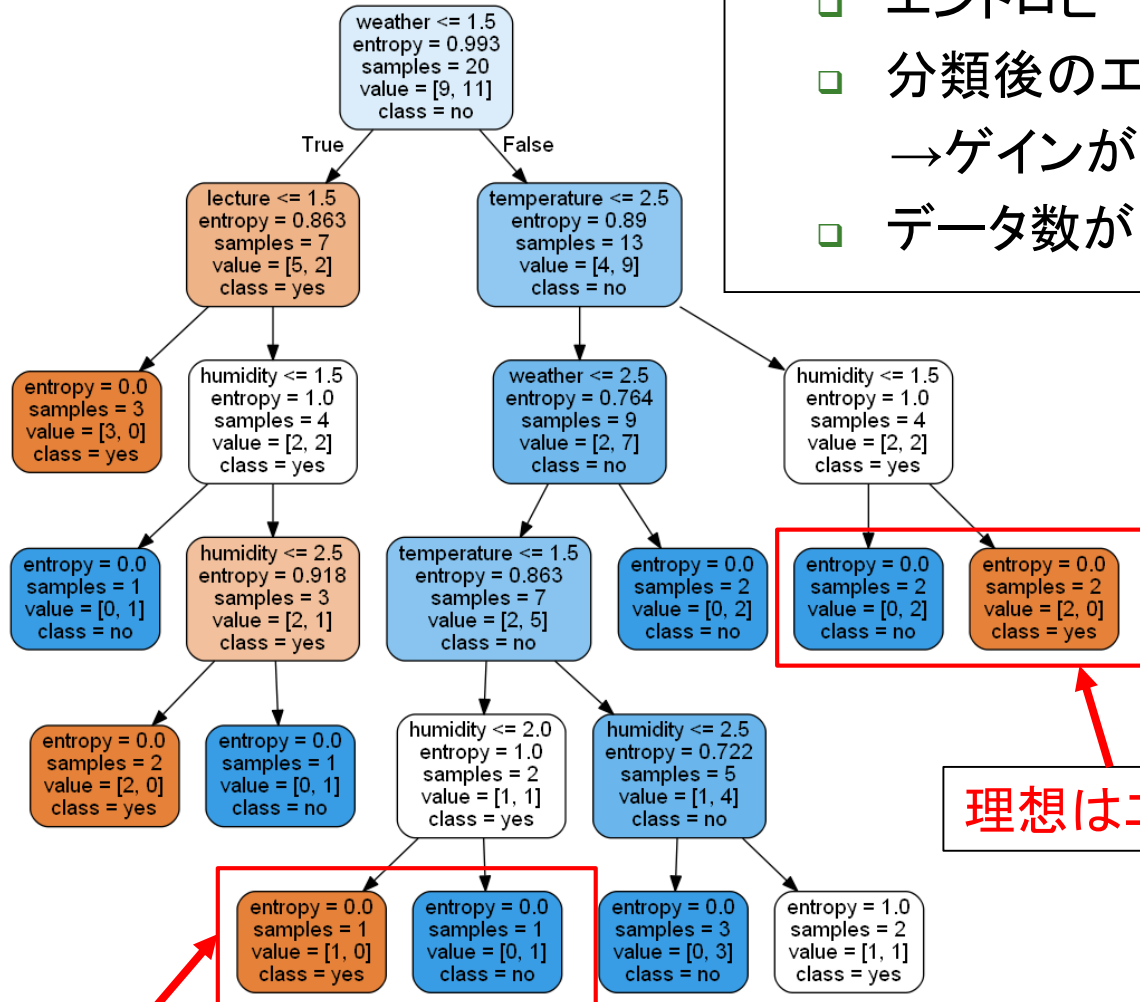 weather <= 1.5
entropy = 0.993
samples = 20
value = [9, 11]
class = no
エントロピー
分類後のエ
→ゲインが
データ数が
True
False
lecture <= 1.5
entropy = 0.863
samples = 7
value = [5, 2]
class = yes
temperature <= 2.5
entropy = 0.89
samples = 13
value = [4, 9]
class = no
entropy = 0.0
samples = 3
value = [3, 0]
class = yes
humidity <= 1.5
entropy = 1.0
samples = 4
value = [2, 2]
class = yes
weather <= 2.5
entropy = 0.764
samples = 9
value = [2, 7]
class = no
humidity <= 1.5
entropy = 1.0
samples = 4
value = [2, 2]
class = yes
entropy = 0.0
samples = 1
value = [0, 1]
class = no
humidity <= 2.5
entropy = 0.918
samples = 3
value = [2, 1]
class = yes
temperature <= 1.5
entropy = 0.863
samples = 7
value = [2, 5]
class = no
entropy = 0.0
samples = 2
value = [0, 2]
class = no
entropy = 0.0
samples = 2
value = [0, 2]
class = no
entropy = 0.0
samples = 2
value = [2, 0]
class = yes
entropy = 0.0
samples = 2
value = [2, 0]
class = yes
entropy = 0.0
samples = 1
value = [0, 1]
class = no
humidity <= 2.0
entropy = 1.0
samples = 2
value = [1, 1]
class = yes
humidity <= 2.5
entropy = 0.722
samples = 5
value = [1, 4]
class = no
理想はエ
entropy = 0.0
samples = 1
value = [1, 0]
class = yes
entropy = 0.0
samples = 1
value = [0, 1]
class = no
entropy = 0.0
samples = 3
value = [0, 3]
class = no
entropy = 1.0
samples = 2
value = [1, 1]
class = yes